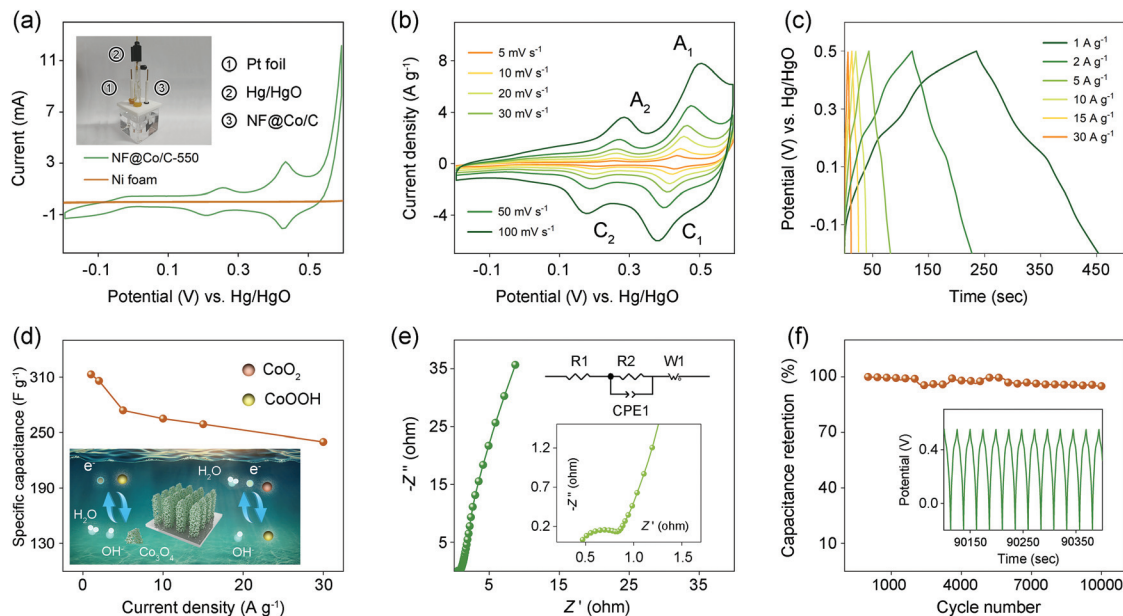 (a)
Current (mA)
11
7
3
-1
②
①
③
① Pt foil
② Hg/HgO
③ NF@Co/C
NF@Co/C-550
Ni foam
-0.1
0.1
0.3
0.5
Potential (V) vs. Hg/HgO
(b)
Current density (A g⁻¹)
8
4
0
-4
-8
5 mV s⁻¹
10 mV s⁻¹
20 mV s⁻¹
30 mV s⁻¹
A₁
A₂
50 mV s⁻¹
100 mV s⁻¹
C₂
C₁
-0.1
0.1
0.3
0.5
Potential (V) vs. Hg/HgO
(c)
Potential (V) vs. Hg/HgO
0.5
0.3
0.1
-0.1
1 A g⁻¹
2 A g⁻¹
5 A g⁻¹
10 A g⁻¹
15 A g⁻¹
30 A g⁻¹
50
150
250
350
450
Time (sec)
(d)
Specific capacitance (F g⁻¹)
310
250
190
130
CoO₂
CoOOH
e⁻
H₂O
e⁻
H₂O
OH⁻
Co₃O₄
OH⁻
0
10
20
30
Current density (A g⁻¹)
(e)
-Z'' (ohm)
35
25
15
5
R1
R2
W1
CPE1
-Z'' (ohm)
1.2
0.7
0.2
Z ' (ohm)
0.5
1.0
1.5
5
15
25
35
Z ' (ohm)
(f)
Capacitance retention (%)
100
70
40
10
Potential (V)
0.4
0.0
90150
90250
90350
Time (sec)
1000
4000
7000
10000
Cycle number